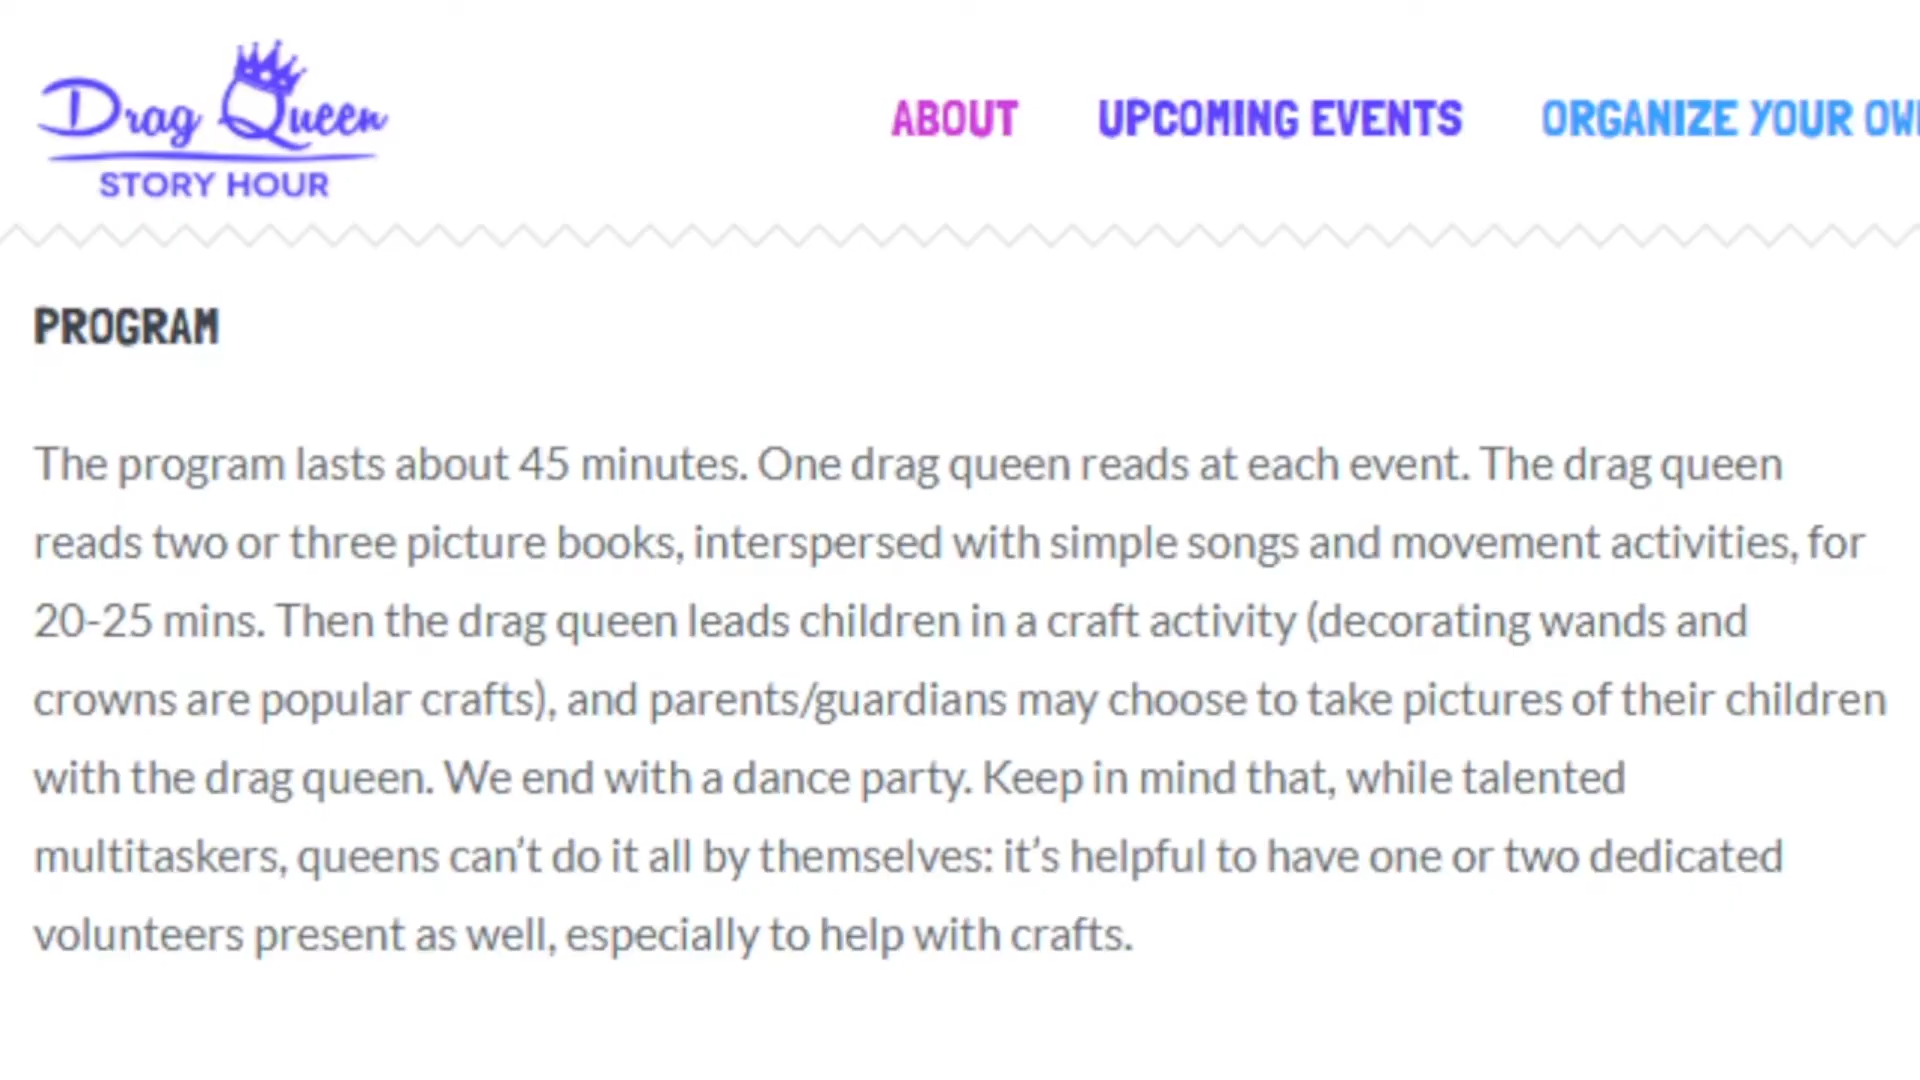 Drag Queen
STORY HOUR
ABOUT UPCOMING EVENTS ORGANIZE YOUR
PROGRAM
The program lasts about 45 minutes. One drag queen reads at each event. The drag queen
reads two or three picture books, interspersed with simple songs and movement activities, for
20-25 mins. Then the drag queen leads children in a craft activity (decorating wands and
crowns are popular crafts), and parents/guardians may choose to take pictures of their children
with the drag queen. We end with a dance party. Keep in mind that, while talented
multitaskers, queens can’t do it all by themselves: it’s helpful to have one or two dedicated
volunteers present as well, especially to help with crafts.